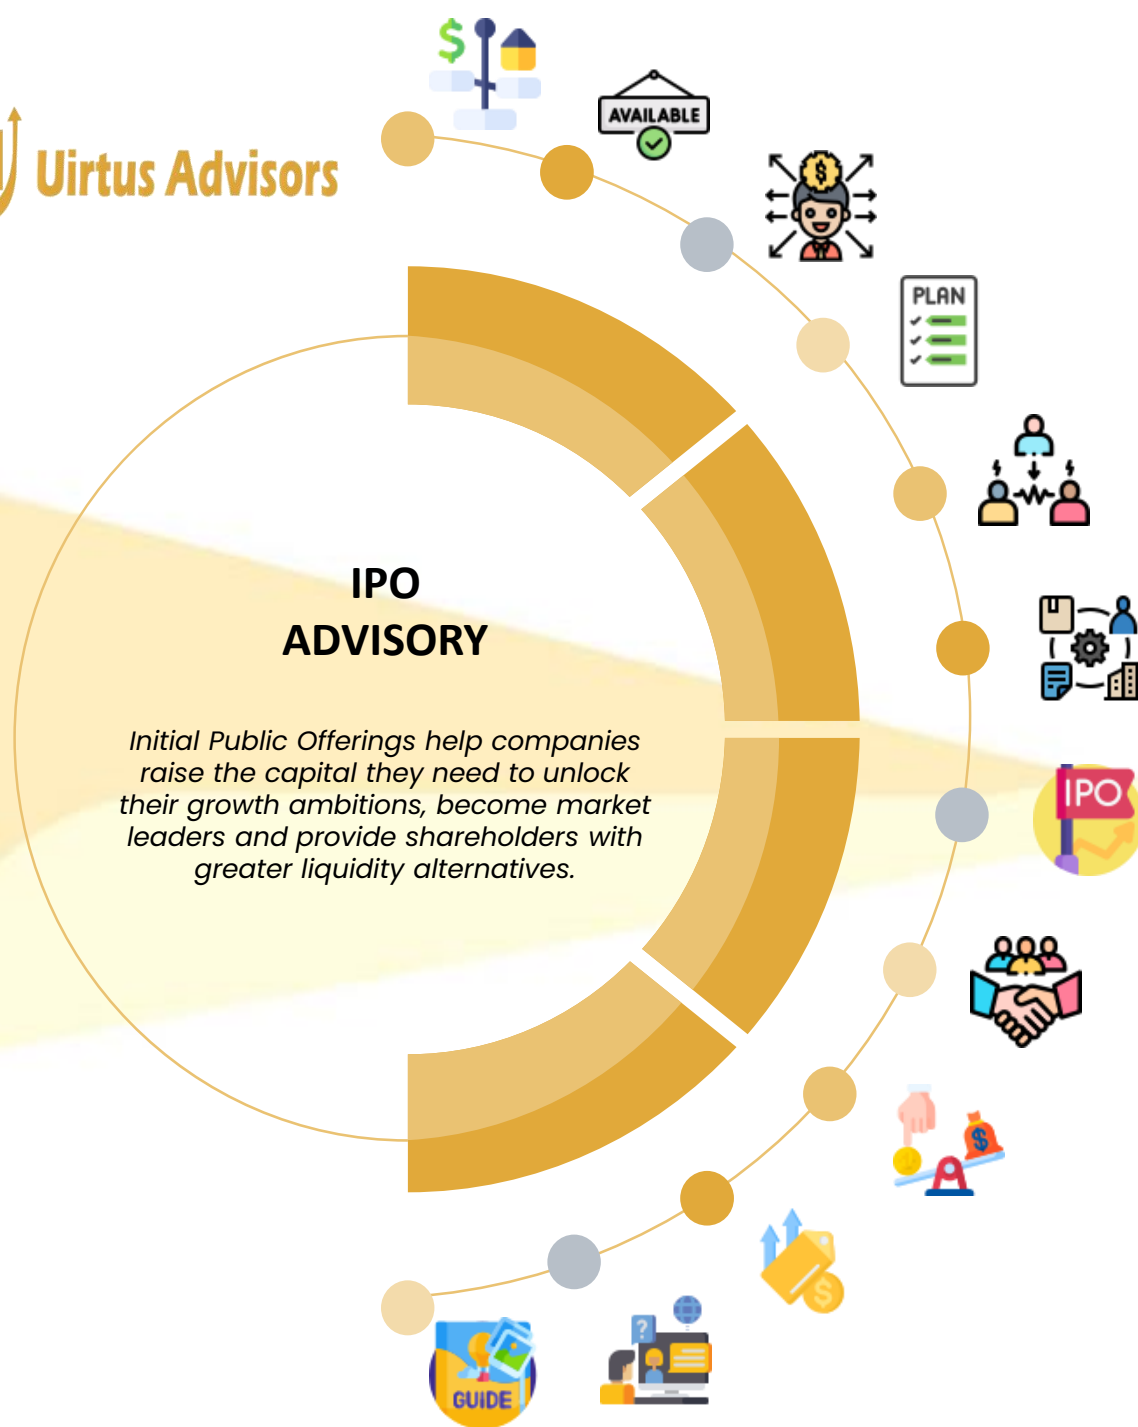 Uirtus Advisors
AVAILABLE
PLAN
IPO
ADVISORY
Initial Public Offerings help companies
raise the capital they need to unlock
their growth ambitions, become market
leaders and provide shareholders with
greater liquidity alternatives.
IPO
GUIDE